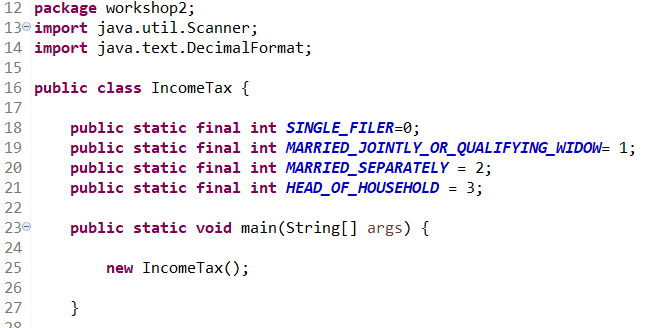 12 package workshop2;
13 import java.util.Scanner;
14 import java.text.DecimalFormat;
15
16 public class IncomeTax {
17
18     public static final int SINGLE_FILER=0;
19     public static final int MARRIED_JOINTLY_OR_QUALIFYING_WIDOW= 1;
20     public static final int MARRIED_SEPARATELY = 2;
21     public static final int HEAD_OF_HOUSEHOLD = 3;
22
23     public static void main(String[] args) {
24
25         new IncomeTax();
26
27     }
28